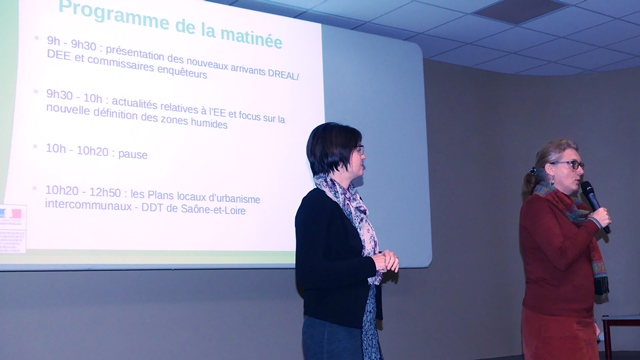 Programme de la matinée
• 9h - 9h30 : présentation des nouveaux arrivants DREAL/
DEE et commissaires enquêteurs
• 9h30 - 10h : actualités relatives à l'EE et focus sur la
nouvelle définition des zones humides
• 10h - 10h20 : pause
• 10h20 - 12h50 : les Plans locaux d'urbanisme
intercommunaux - DDT de Saône-et-Loire